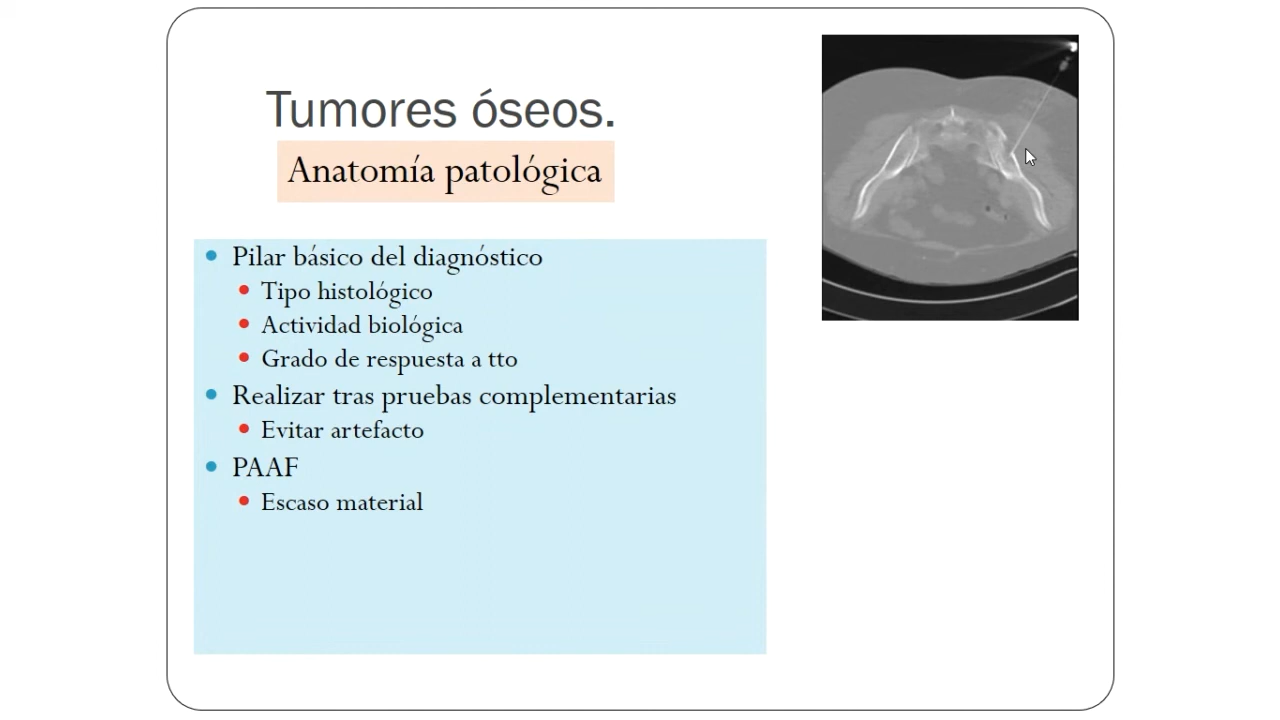 Tumores óseos.
Anatomía patológica
Pilar básico del diagnóstico
Tipo histológico
Actividad biológica
Grado de respuesta a tto
Realizar tras pruebas complementarias
Evitar artefacto
PAAF
Escaso material